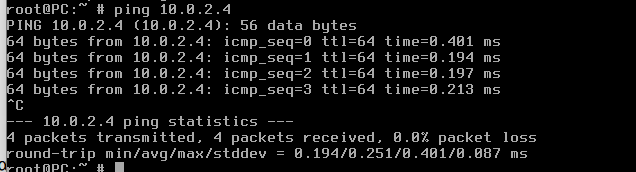 root@PC:~ # ping 10.0.2.4
PING 10.0.2.4 (10.0.2.4): 56 data bytes
64 bytes from 10.0.2.4: icmp_seq=0 ttl=64 time=0.401 ms
64 bytes from 10.0.2.4: icmp_seq=1 ttl=64 time=0.194 ms
64 bytes from 10.0.2.4: icmp_seq=2 ttl=64 time=0.197 ms
64 bytes from 10.0.2.4: icmp_seq=3 ttl=64 time=0.213 ms
^C
--- 10.0.2.4 ping statistics ---
4 packets transmitted, 4 packets received, 0.0% packet loss
round-trip min/avg/max/stddev = 0.194/0.251/0.401/0.087 ms
root@PC:~ #